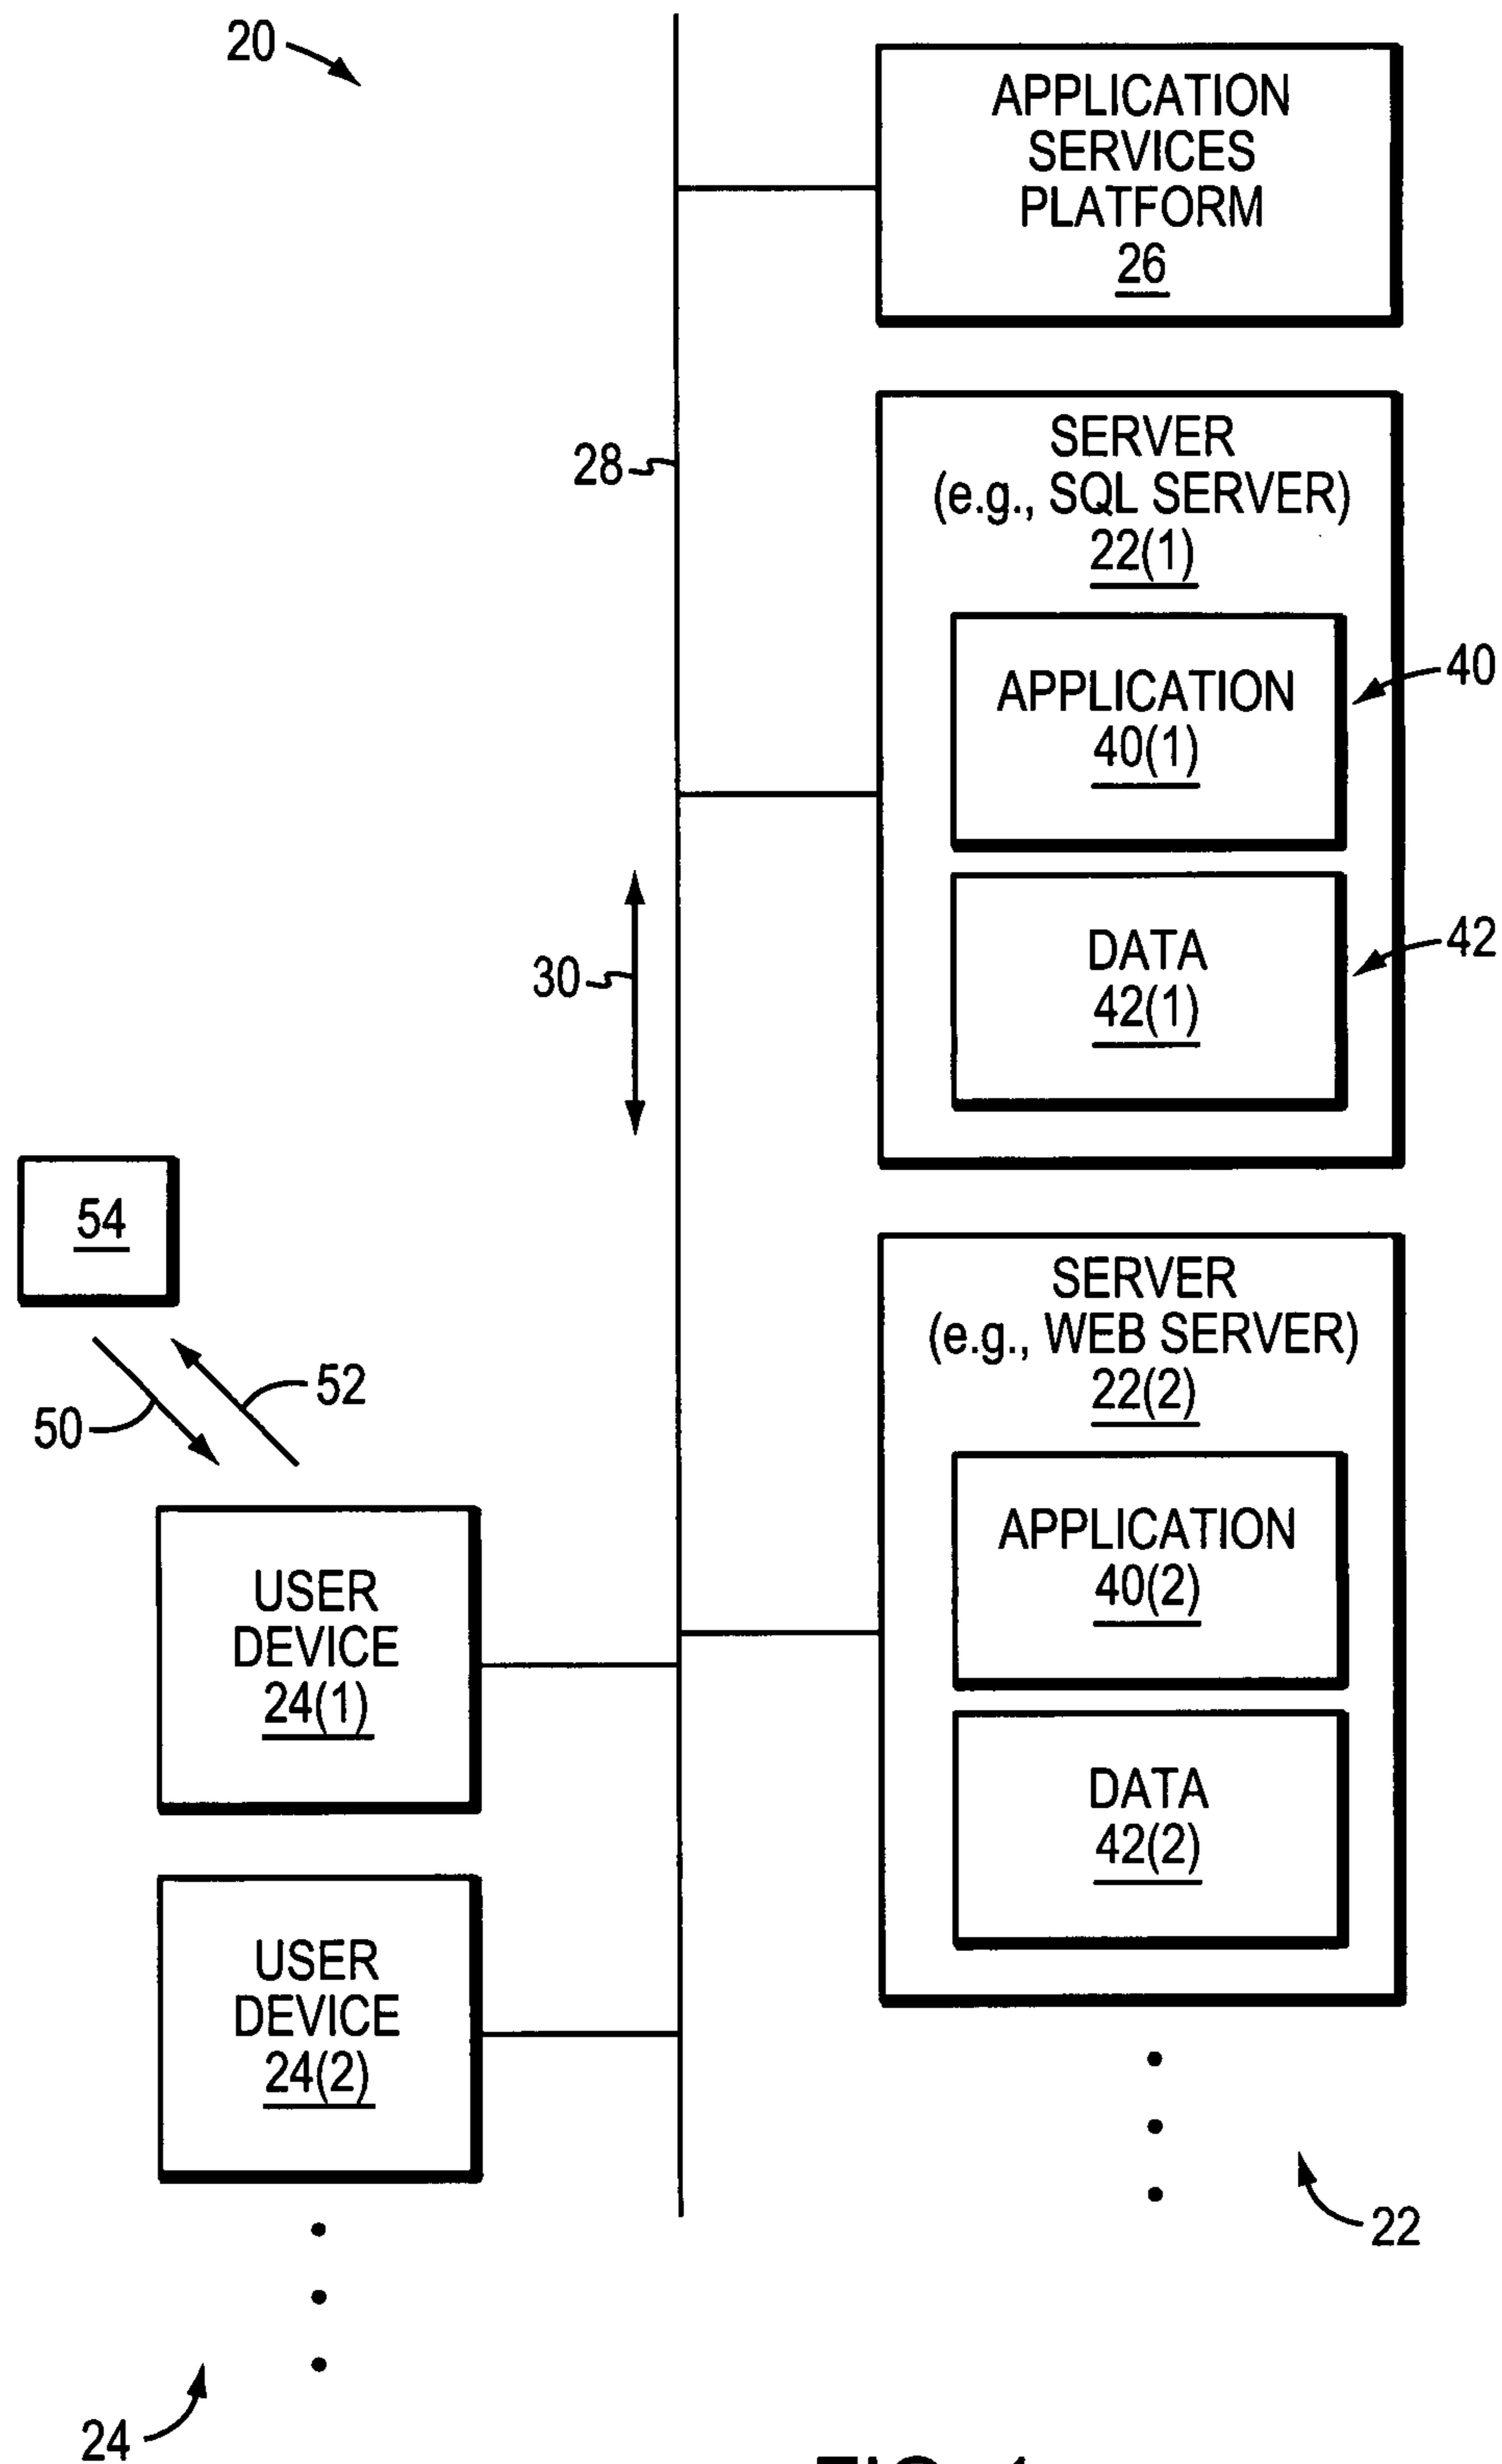 20
APPLICATION
SERVICES
PLATFORM
26
28
SERVER
(e.g., SQL SERVER)
22(1)
APPLICATION
40(1)
40
DATA
42(1)
42
30
54
50
52
SERVER
(e.g., WEB SERVER)
22(2)
APPLICATION
40(2)
DATA
42(2)
USER
DEVICE
24(1)
USER
DEVICE
24(2)
22
24